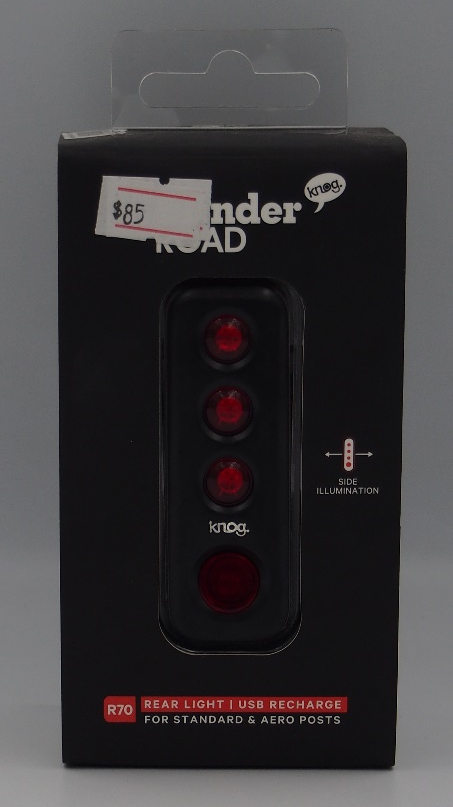 knog.
$85
nder
ROAD
SIDE
ILLUMINATION
knog.
R70
REAR LIGHT | USB RECHARGE
FOR STANDARD & AERO POSTS